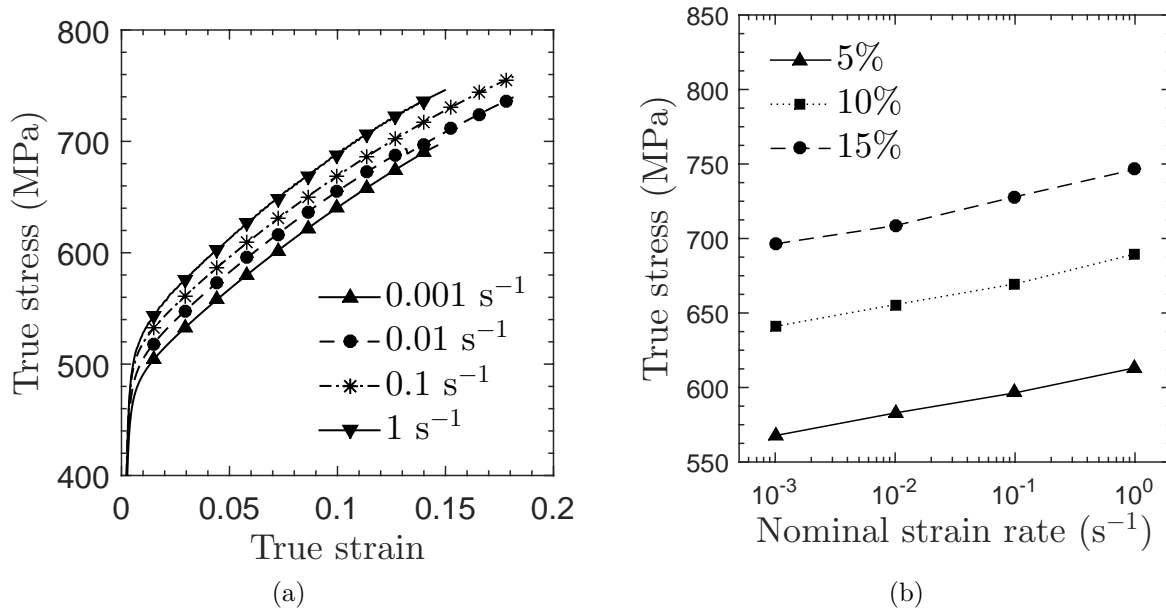 800
700
600
500
400
0
0.05
0.1
0.15
0.2
True stress (MPa)
True strain
0.001 s⁻¹
0.01 s⁻¹
0.1 s⁻¹
1 s⁻¹
(a)
850
800
750
700
650
600
550
10⁻³
10⁻²
10⁻¹
10⁰
True stress (MPa)
Nominal strain rate (s⁻¹)
5%
10%
15%
(b)